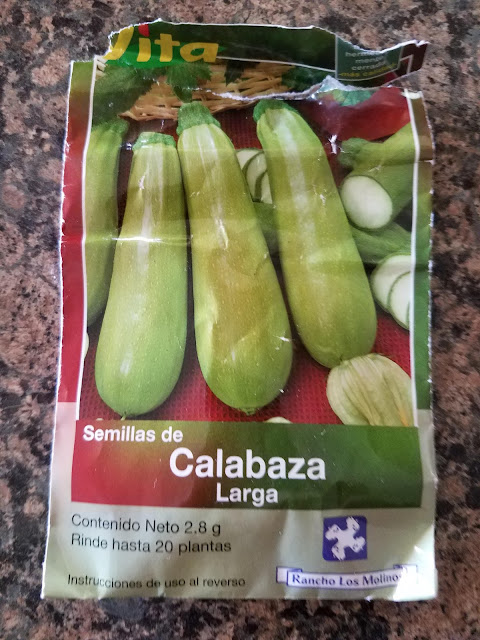 Vita
Semillas de
Calabaza
Larga
Contenido Neto 2.8 g
Rinde hasta 20 plantas
Instrucciones de uso al reverso
Rancho Los Molinos